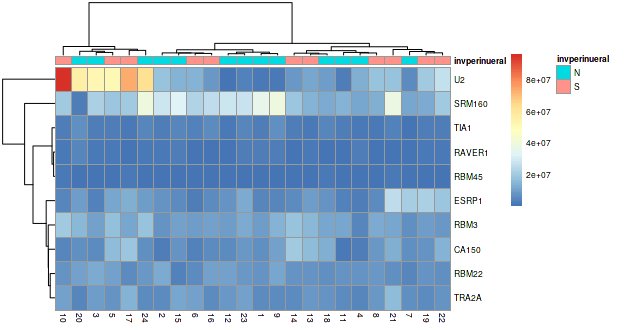 invperinueral
invperinueral
U2
N
S
SRM160
8e+07
6e+07
TIA1
4e+07
RAVER1
2e+07
RBM45
ESRP1
RBM3
CA150
RBM22
TRA2A
10 20 3 5 17 24 2 15 6 16 12 23 1 9 14 13 18 11 4 8 21 7 19 22